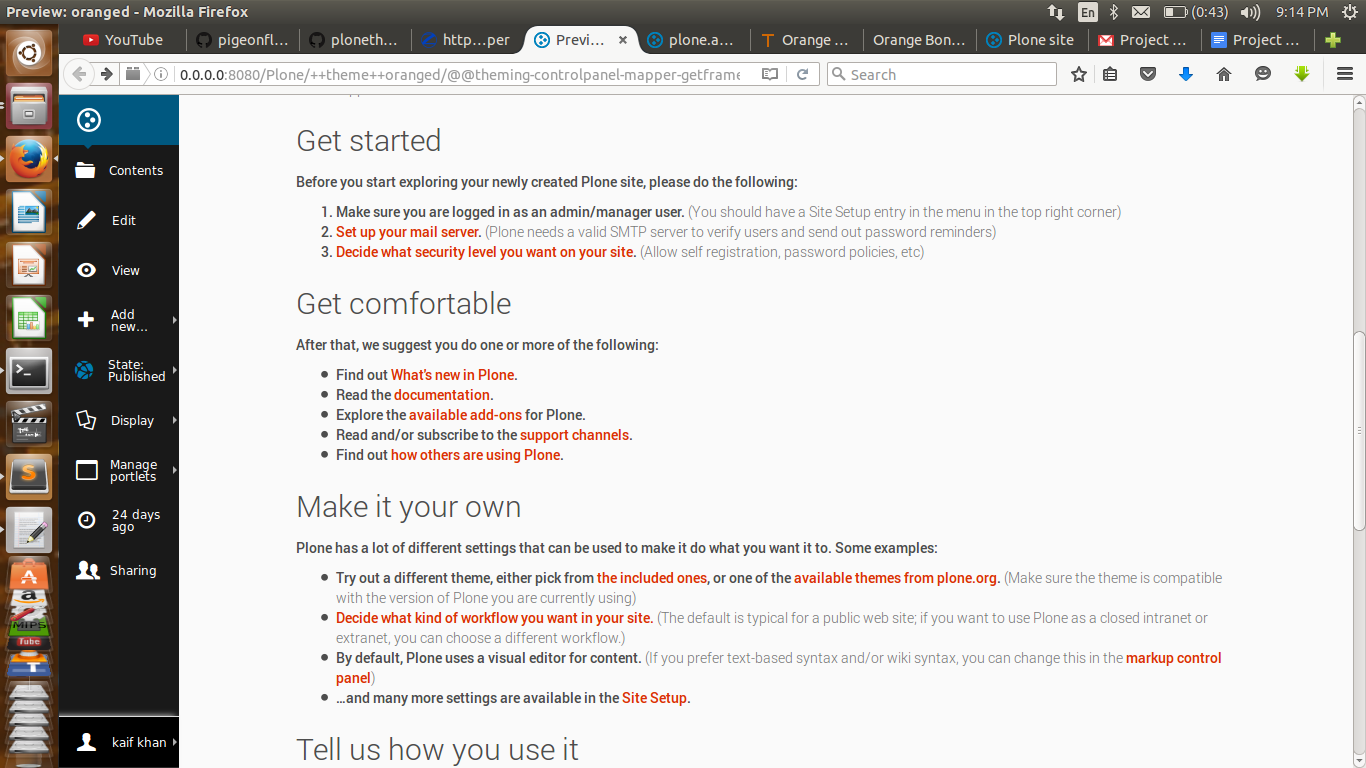 Preview: oranged - Mozilla Firefox
En
(0:43)
9:14 PM
YouTube
pigeonfl...
ploneth...
http...per
Previ...
plone.a...
Orange ...
Orange Bon...
Plone site
Project ...
Project ...
0.0.0.0:8080/Plone/++theme++oranged/@@theming-controlpanel-mapper-getframe
Search
Contents
Edit
View
Add
new...
State:
Published
Display
Manage
portlets
24 days
ago
Sharing
kaif khan
Get started
Before you start exploring your newly created Plone site, please do the following:
1. Make sure you are logged in as an admin/manager user. (You should have a Site Setup entry in the menu in the top right corner)
2. Set up your mail server. (Plone needs a valid SMTP server to verify users and send out password reminders)
3. Decide what security level you want on your site. (Allow self registration, password policies, etc)
Get comfortable
After that, we suggest you do one or more of the following:
Find out What's new in Plone.
Read the documentation.
Explore the available add-ons for Plone.
Read and/or subscribe to the support channels.
Find out how others are using Plone.
Make it your own
Plone has a lot of different settings that can be used to make it do what you want it to. Some examples:
Try out a different theme, either pick from the included ones, or one of the available themes from plone.org. (Make sure the theme is compatible
with the version of Plone you are currently using)
Decide what kind of workflow you want in your site. (The default is typical for a public web site; if you want to use Plone as a closed intranet or
extranet, you can choose a different workflow.)
By default, Plone uses a visual editor for content. (If you prefer text-based syntax and/or wiki syntax, you can change this in the markup control
panel)
…and many more settings are available in the Site Setup.
Tell us how you use it
MIPS
Tube